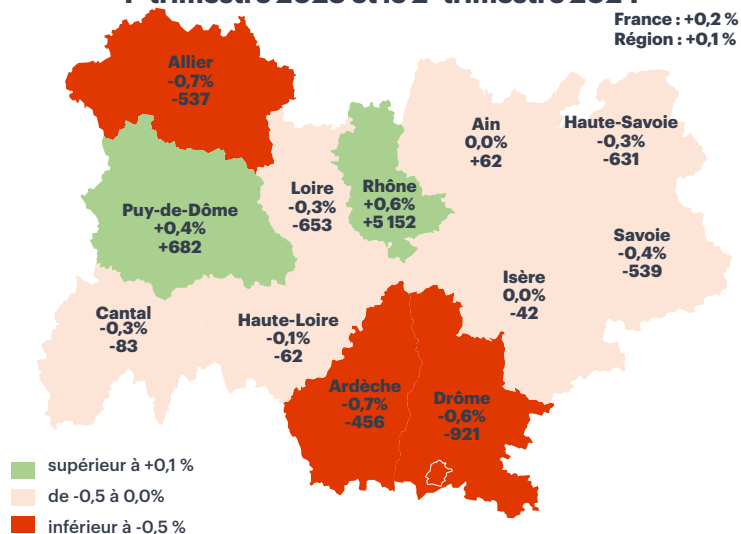 France : +0,2 %
Région : +0,1 %
Allier
-0,7%
-537
Ain
0,0%
+62
Haute-Savoie
-0,3%
-631
Loire
-0,3%
-653
Rhône
+0,6%
+5 152
Puy-de-Dôme
+0,4%
+682
Savoie
-0,4%
-539
Isère
0,0%
-42
Cantal
-0,3%
-83
Haute-Loire
-0,1%
-62
Ardèche
-0,7%
-456
Drôme
-0,6%
-921
supérieur à +0,1 %
de -0,5 à 0,0%
inférieur à -0,5 %